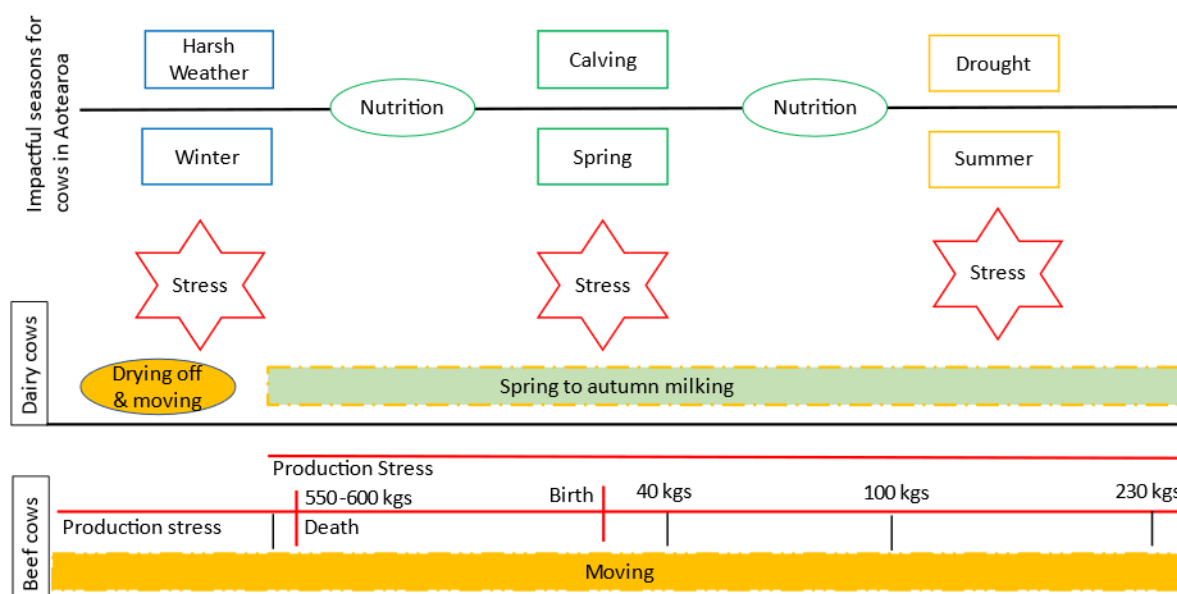 Impactful seasons for
cows in Aotearoa
Harsh
Weather
Calving
Drought
Nutrition
Nutrition
Winter
Spring
Summer
Stress
Stress
Stress
Dairy cows
Drying off
& moving
Spring to autumn milking
Production Stress
Beef cows
550-600 kgs
Birth
40 kgs
100 kgs
230 kgs
Production stress
Death
Moving